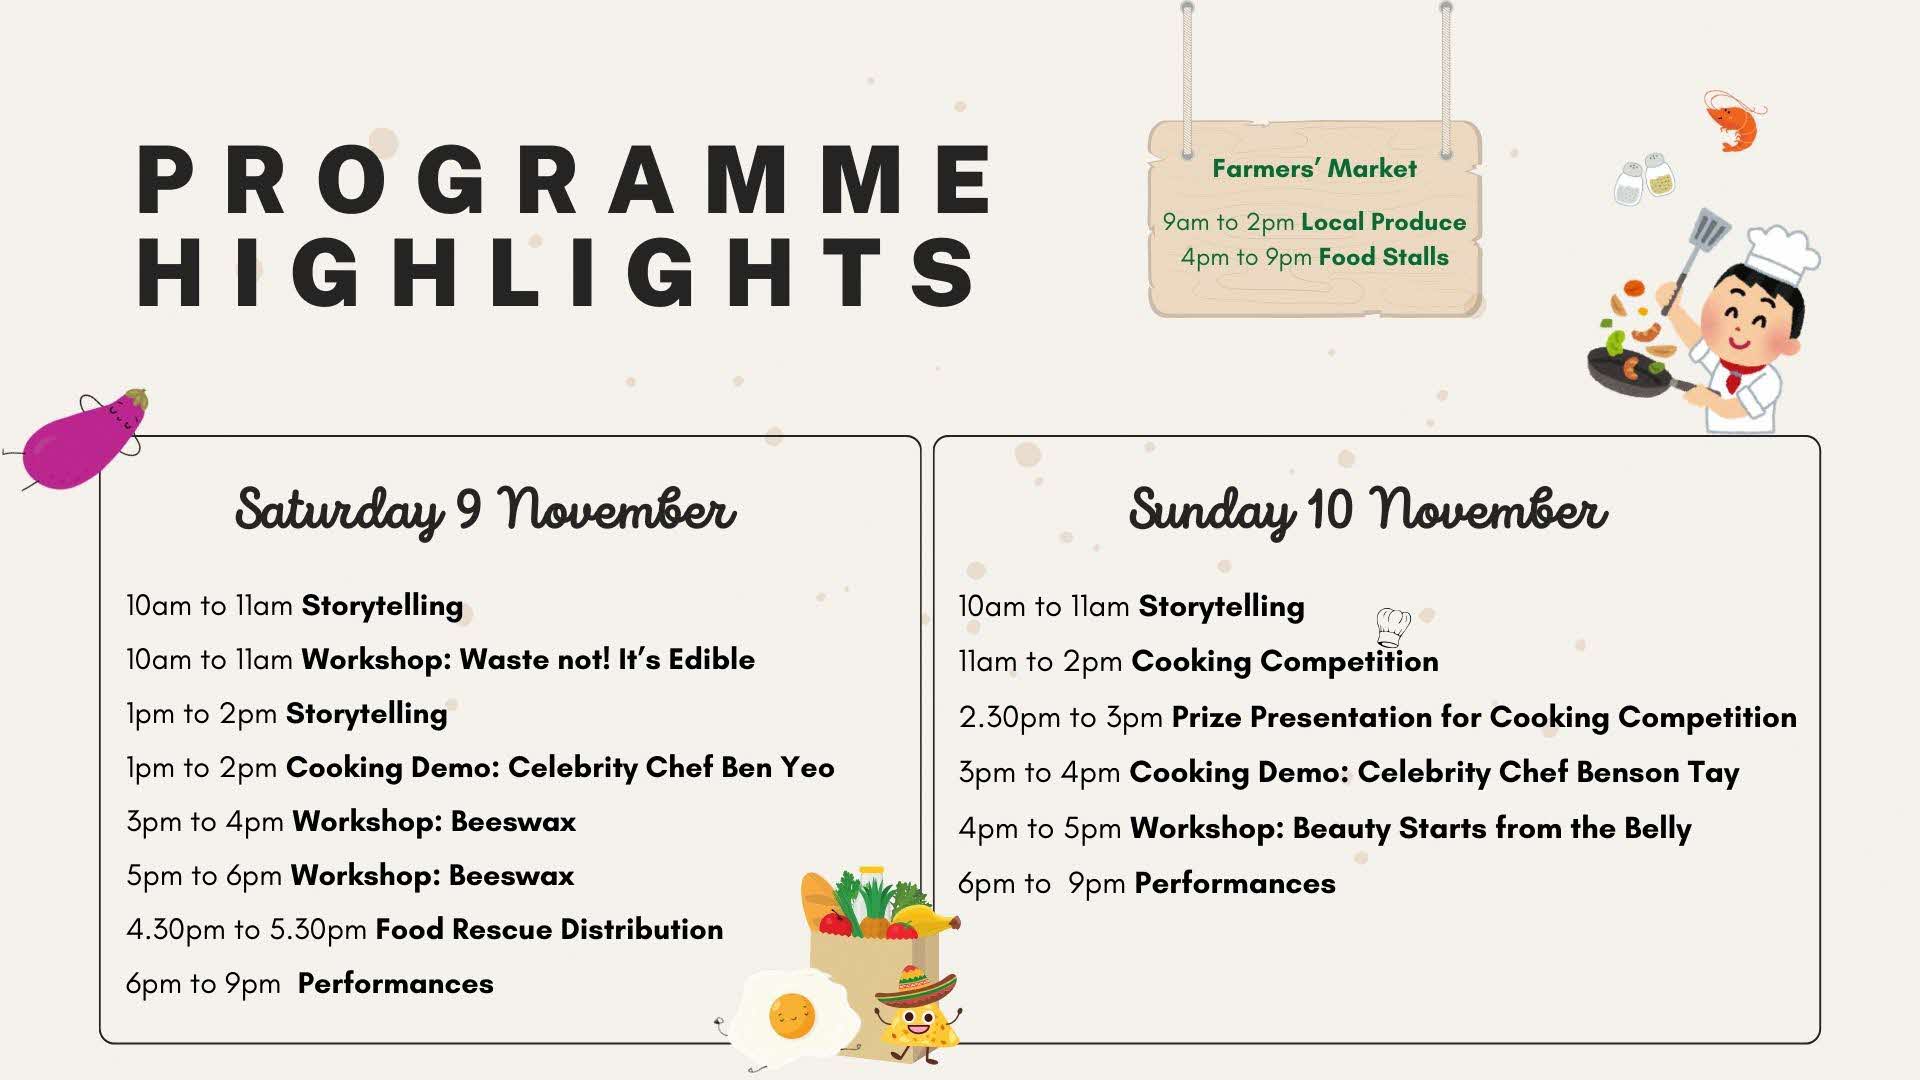 PROGRAMME
HIGHLIGHTS
Farmers’ Market
9am to 2pm Local Produce
4pm to 9pm Food Stalls
Saturday 9 November
10am to 11am Storytelling
10am to 11am Workshop: Waste not! It’s Edible
1pm to 2pm Storytelling
1pm to 2pm Cooking Demo: Celebrity Chef Ben Yeo
3pm to 4pm Workshop: Beeswax
5pm to 6pm Workshop: Beeswax
4.30pm to 5.30pm Food Rescue Distribution
6pm to 9pm Performances
Sunday 10 November
10am to 11am Storytelling
11am to 2pm Cooking Competition
2.30pm to 3pm Prize Presentation for Cooking Competition
3pm to 4pm Cooking Demo: Celebrity Chef Benson Tay
4pm to 5pm Workshop: Beauty Starts from the Belly
6pm to 9pm Performances